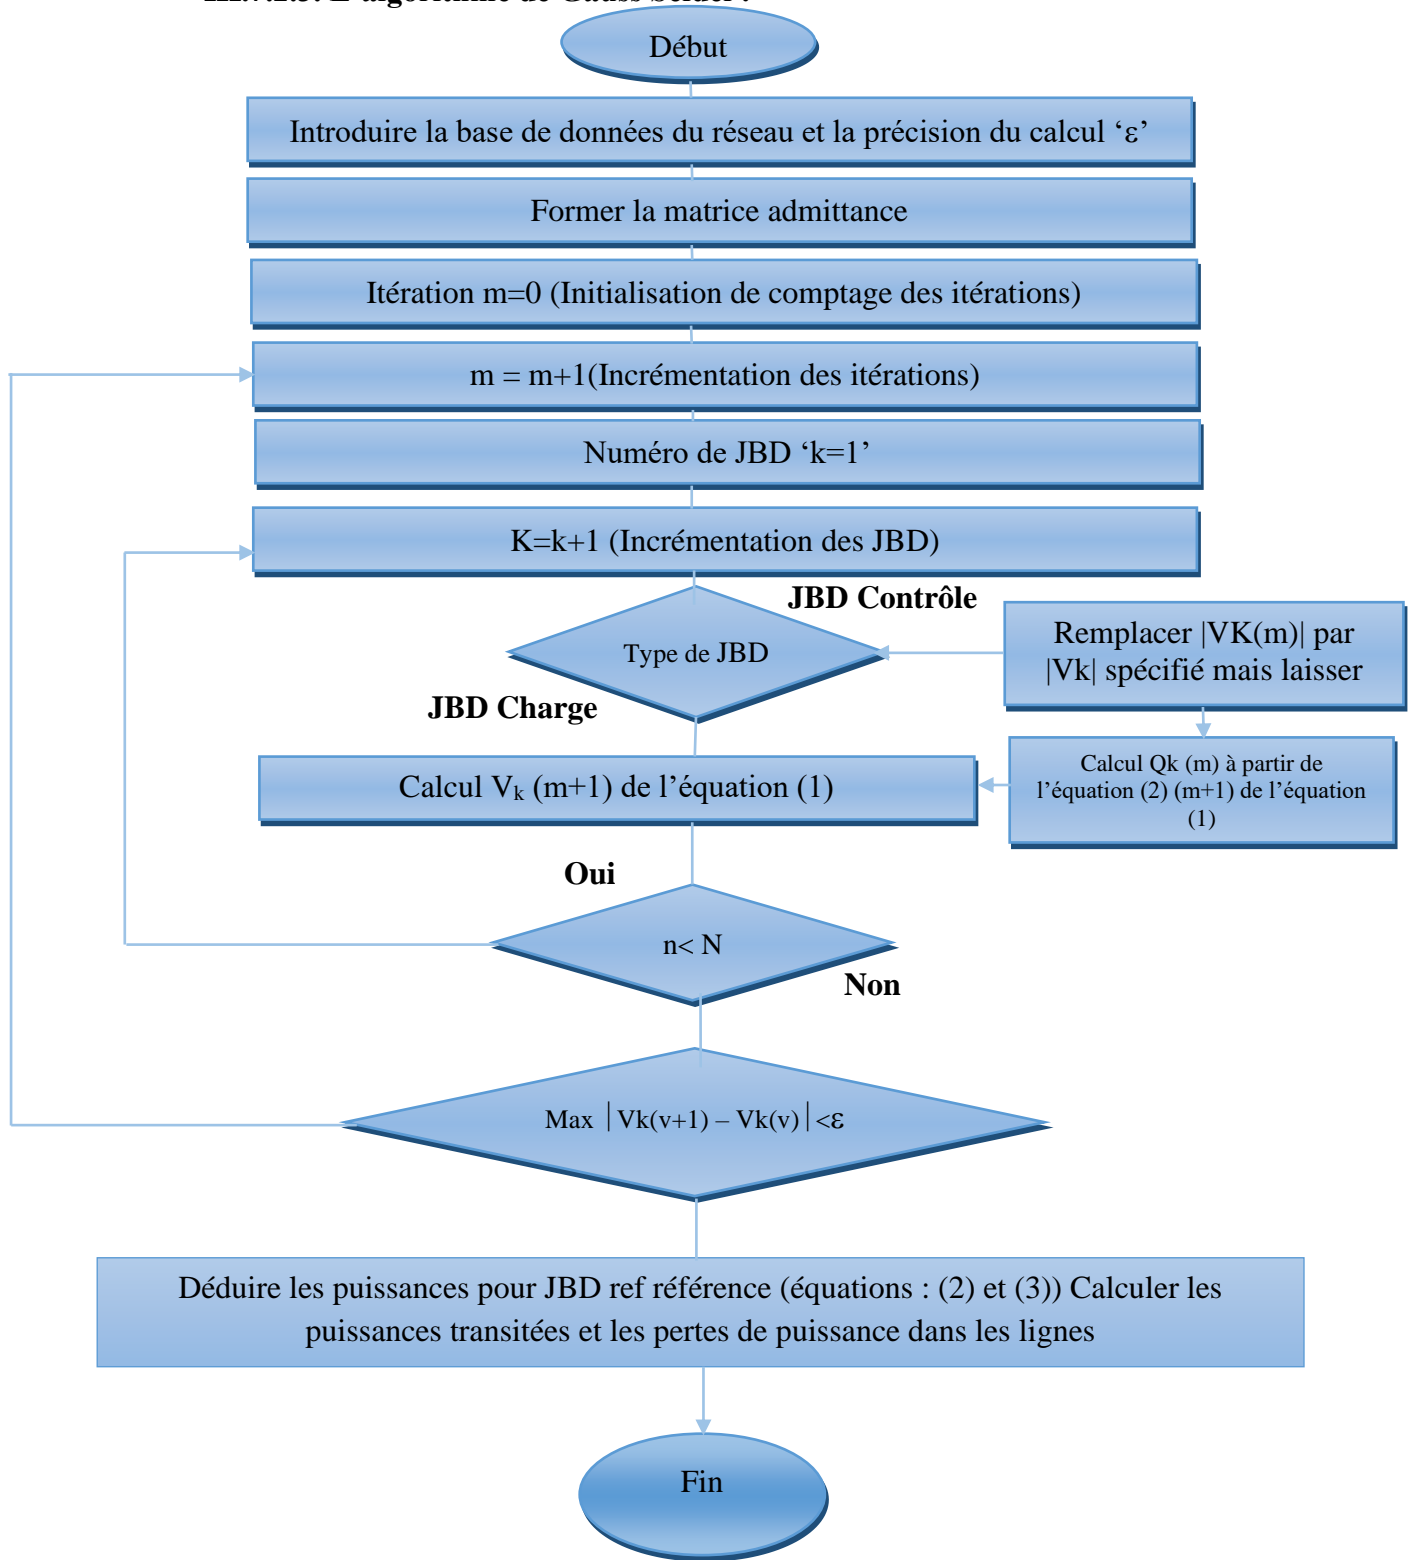 L'algorithme de Gauss Seidel :
Début
Introduire la base de données du réseau et la précision du calcul ‘ε’
Former la matrice admittance
Itération m=0 (Initialisation de comptage des itérations)
m = m+1(Incrémentation des itérations)
Numéro de JBD ‘k=1’
K=k+1 (Incrémentation des JBD)
JBD Contrôle
Type de JBD
Remplacer |VK(m)| par
|Vk| spécifié mais laisser
JBD Charge
Calcul Qk (m) à partir de
l’équation (2) (m+1) de l’équation
(1)
Calcul Vₖ (m+1) de l’équation (1)
Oui
n< N
Non
Max |Vk(v+1) – Vk(v)|<ε
Déduire les puissances pour JBD ref référence (équations : (2) et (3)) Calculer les
puissances transitées et les pertes de puissance dans les lignes
Fin